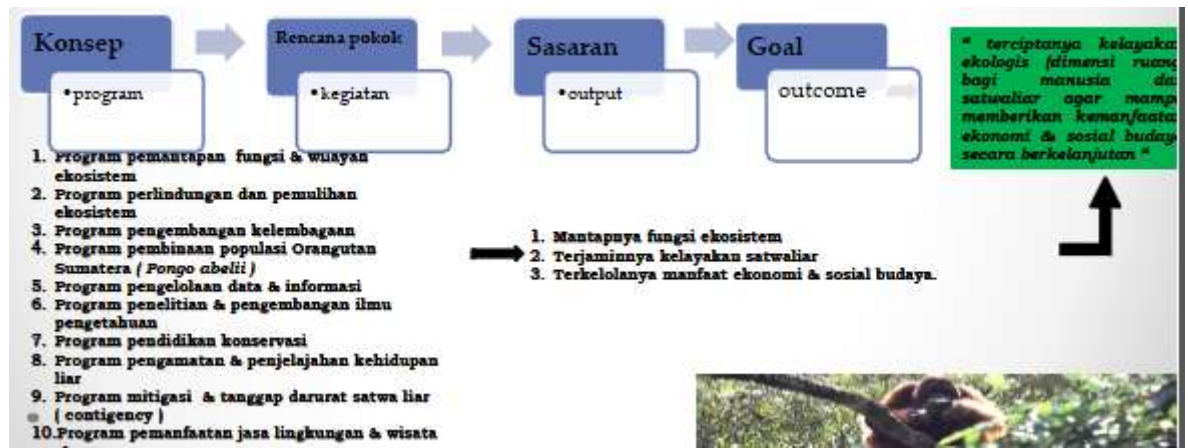 Konsep
•program
Rencana pokok
•kegiatan
Sasaran
•output
Goal
outcome
" terciptanya kelayaka
ekologis (dimensi ruang
bagi manusia da
satwaliar agar mamp
memberikan kemanfaata
ekonomi & sosial buday
secara berkelanjutan "
1. Program pemantapan fungsi & wilayan
ekosistem
2. Program perlindungan dan pemulihan
ekosistem
3. Program pengembangan kelembagaan
4. Program pembinaan populasi Orangutan
Sumatera ( Pongo abelii )
5. Program pengelolaan data & informasi
6. Program penelitian & pengembangan ilmu
pengetahuan
7. Program pendidikan konservasi
8. Program pengamatan & penjelajahan kehidupan
liar
9. Program mitigasi & tanggap darurat satwa liar
( contigency )
10.Program pemanfaatan jasa lingkungan & wisata
1. Mantapnya fungsi ekosistem
2. Terjaminnya kelayakan satwaliar
3. Terkelolanya manfaat ekonomi & sosial budaya.